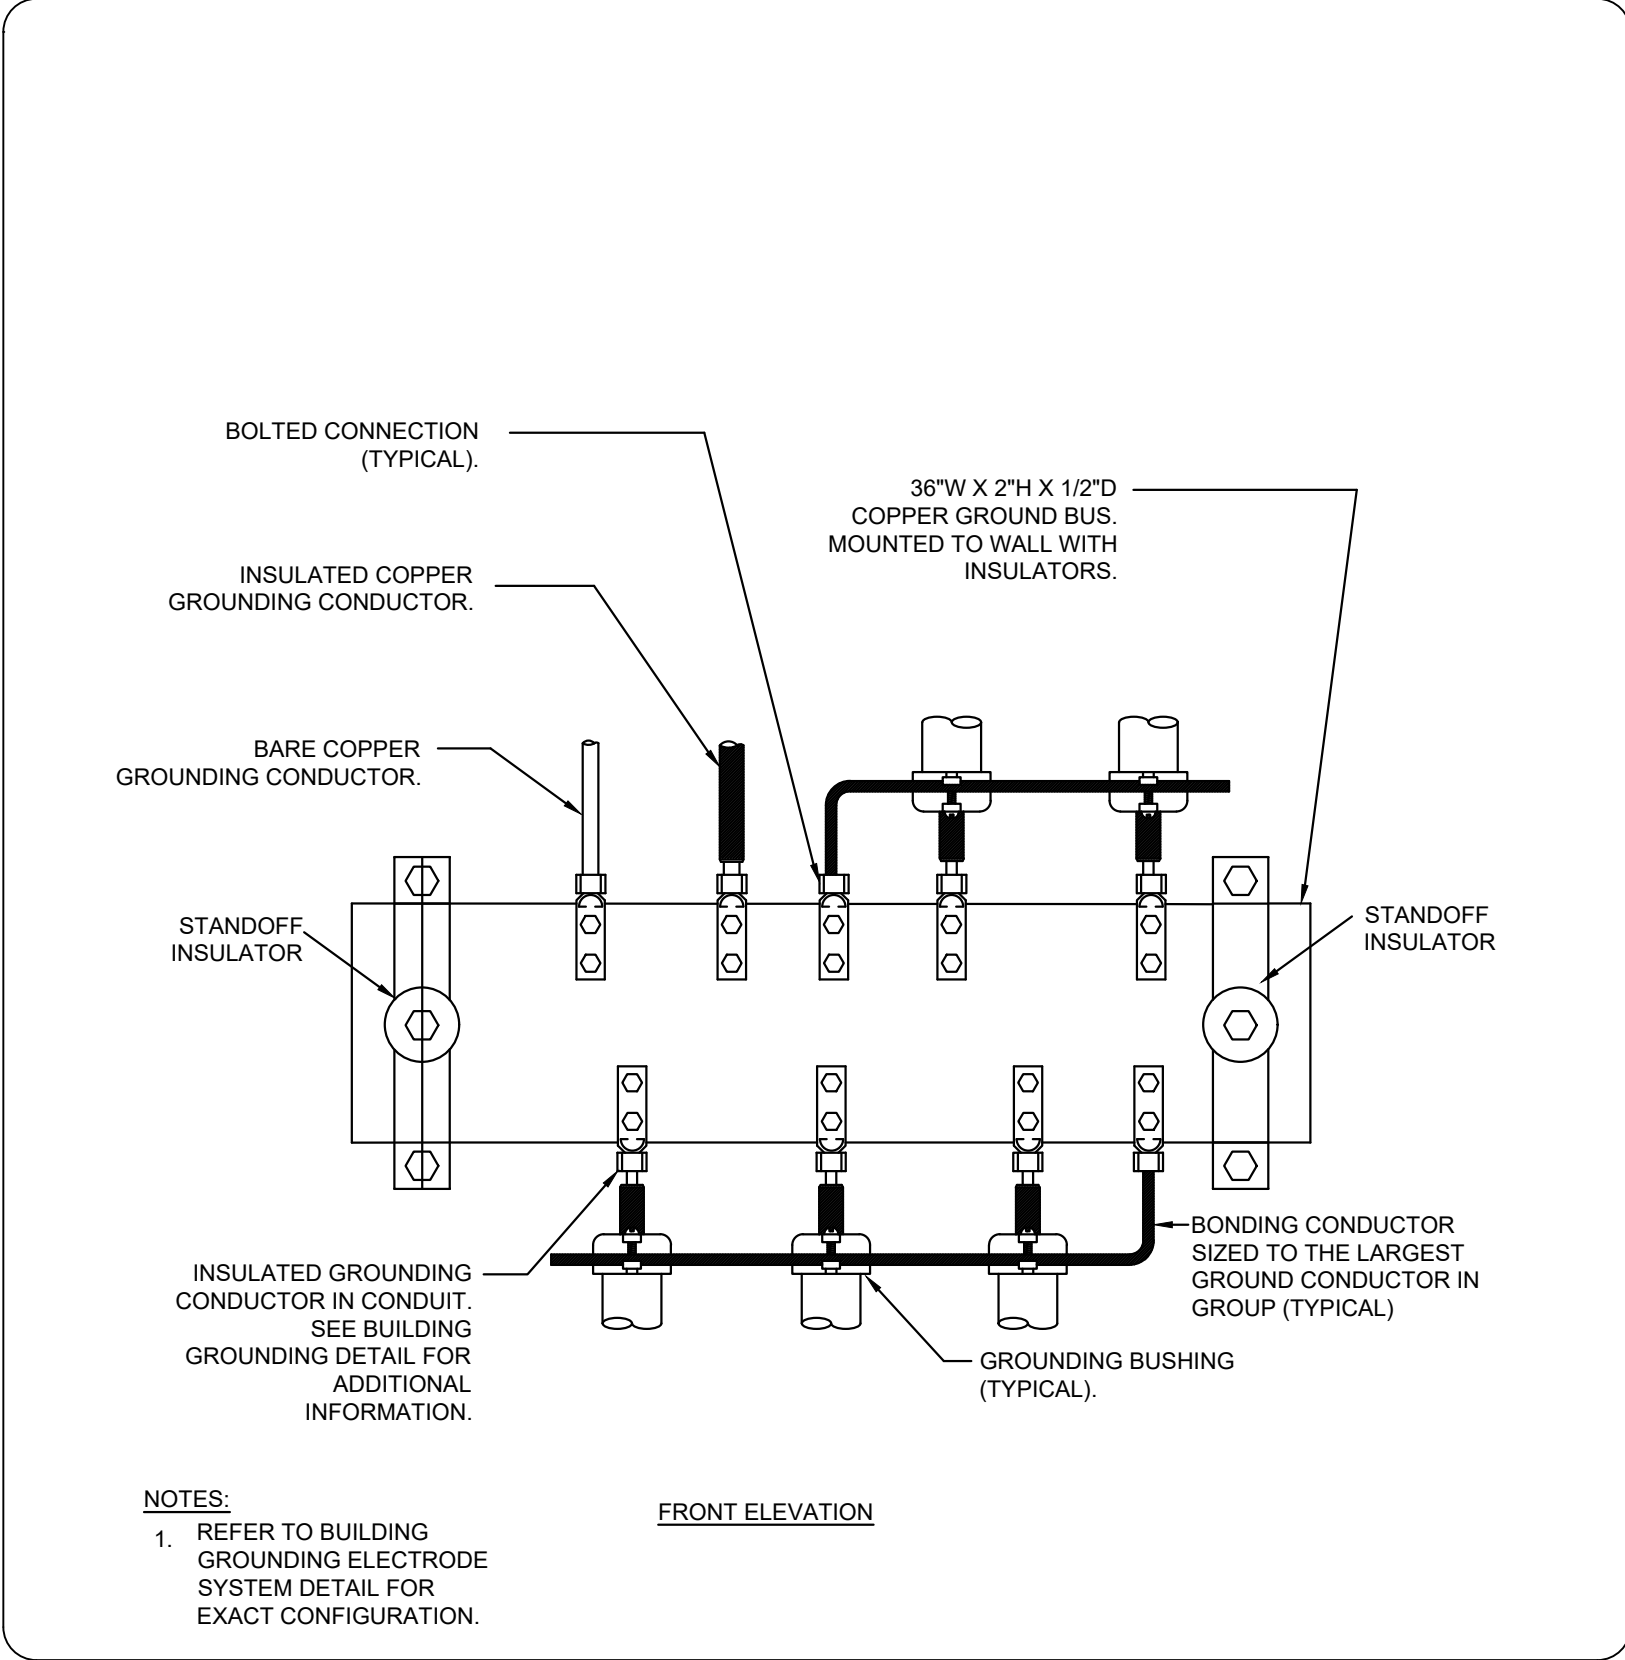 BOLTED CONNECTION
(TYPICAL).
36"W X 2"H X 1/2"D
COPPER GROUND BUS.
MOUNTED TO WALL WITH
INSULATORS.
INSULATED COPPER
GROUNDING CONDUCTOR.
BARE COPPER
GROUNDING CONDUCTOR.
STANDOFF
INSULATOR
STANDOFF
INSULATOR
BONDING CONDUCTOR
SIZED TO THE LARGEST
GROUND CONDUCTOR IN
GROUP (TYPICAL)
INSULATED GROUNDING
CONDUCTOR IN CONDUIT.
SEE BUILDING
GROUNDING DETAIL FOR
ADDITIONAL
INFORMATION.
GROUNDING BUSHING
(TYPICAL).
NOTES:
1. REFER TO BUILDING
GROUNDING ELECTRODE
SYSTEM DETAIL FOR
EXACT CONFIGURATION.
FRONT ELEVATION